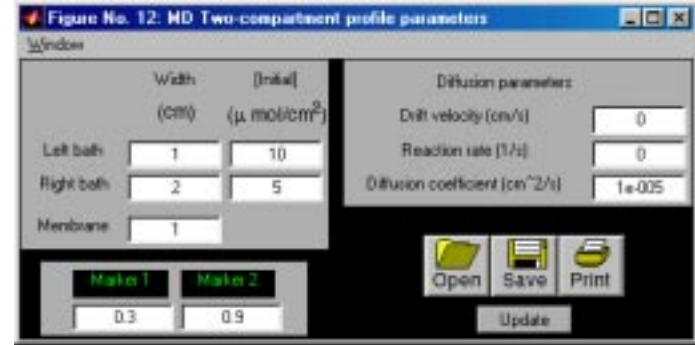 Figure No. 12: MD Two-compartment profile parameters
Window
Width [Initial]
(cm) (μ mol/cm²)
Left bath 1 10
Right bath 2 5
Membrane 1
Diffusion parameters
Drift velocity (cm/s) 0
Reaction rate (1/s) 0
Diffusion coefficient (cm^2/s) 1e-005
Marker 1 Marker 2
0.3 0.9
Open Save Print
Update